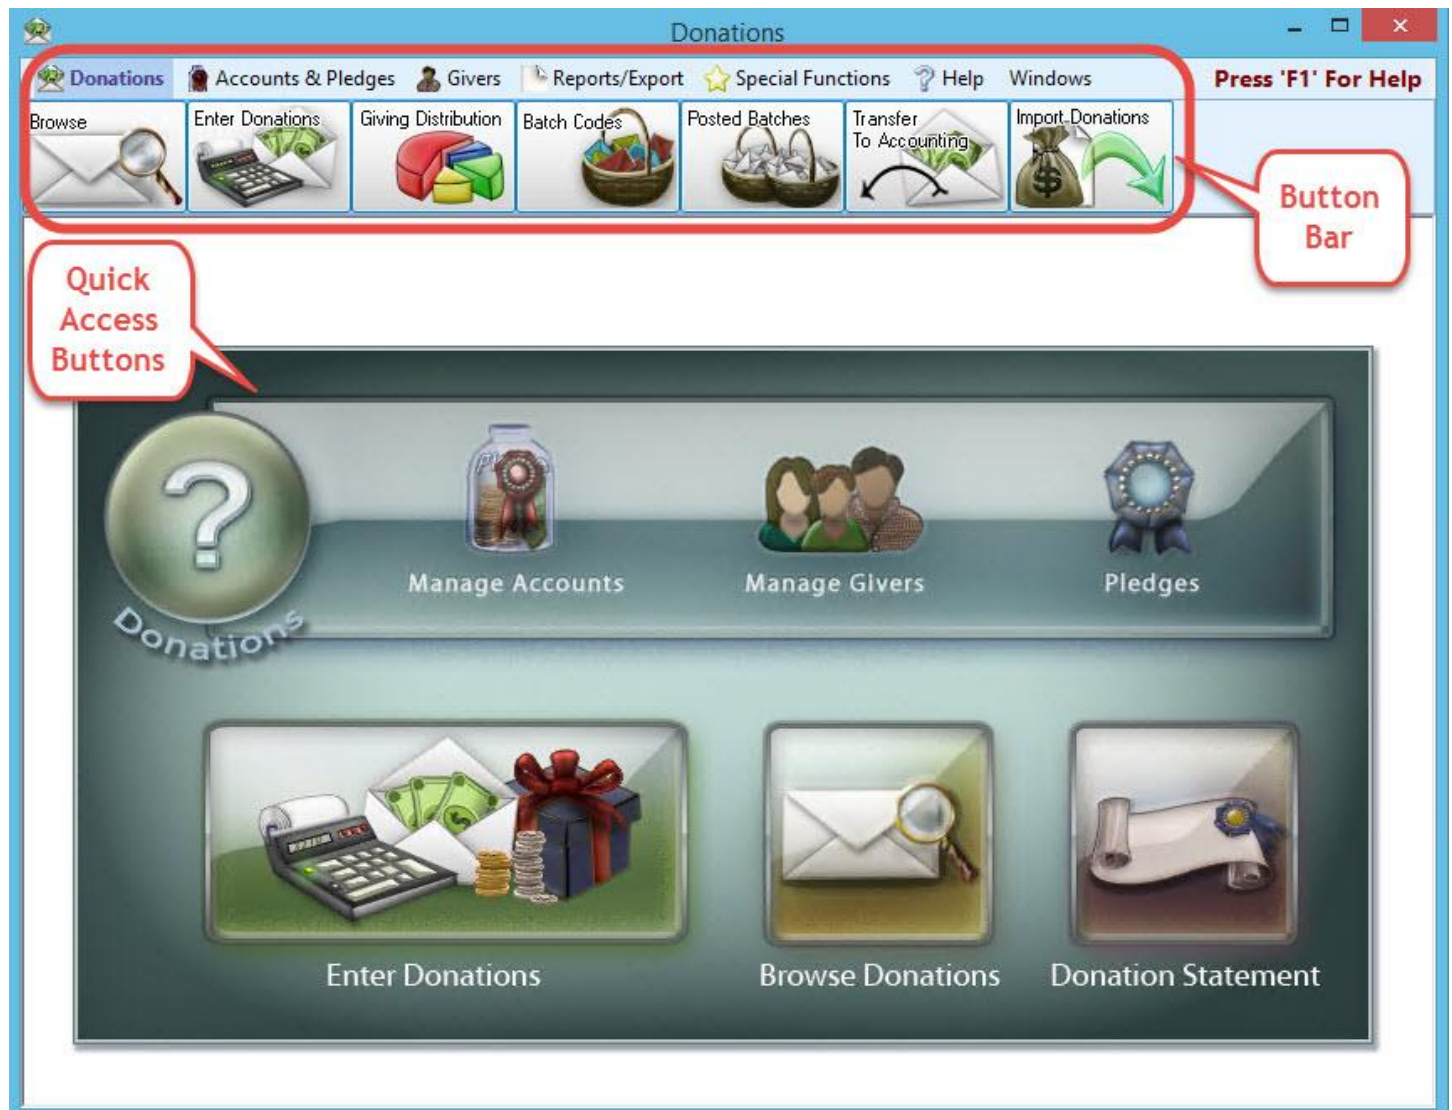 Donations
Donations Accounts & Pledges Givers Reports/Export Special Functions Help Windows Press 'F1' For Help
Browse
Enter Donations
Giving Distribution
Batch Codes
Posted Batches
Transfer
To Accounting
Import Donations
Button
Bar
Quick
Access
Buttons
?
Donations
Manage Accounts
Manage Givers
Pledges
Enter Donations
Browse Donations
Donation Statement